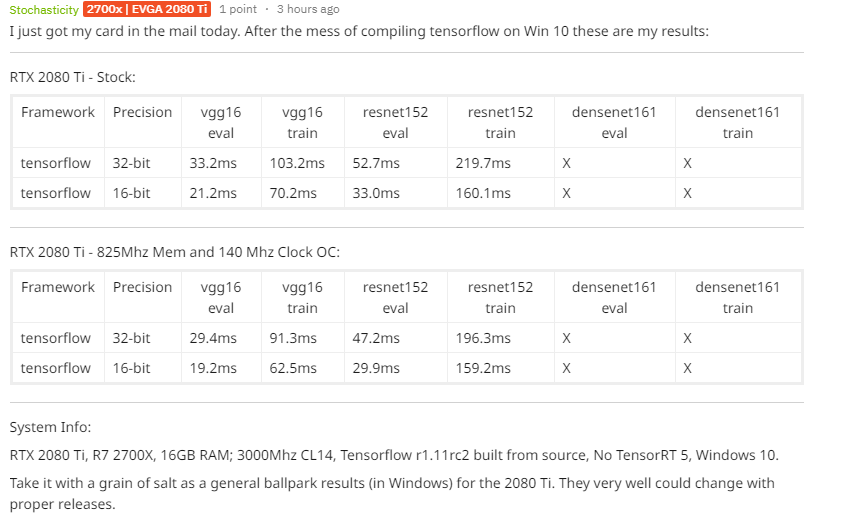 Stochasticity 2700x | EVGA 2080 Ti 1 point · 3 hours ago
I just got my card in the mail today. After the mess of compiling tensorflow on Win 10 these are my results:
RTX 2080 Ti - Stock:
Framework Precision vgg16 eval vgg16 train resnet152 eval resnet152 train densenet161 eval densenet161 train
tensorflow 32-bit 33.2ms 103.2ms 52.7ms 219.7ms X X
tensorflow 16-bit 21.2ms 70.2ms 33.0ms 160.1ms X X
RTX 2080 Ti - 825Mhz Mem and 140 Mhz Clock OC:
Framework Precision vgg16 eval vgg16 train resnet152 eval resnet152 train densenet161 eval densenet161 train
tensorflow 32-bit 29.4ms 91.3ms 47.2ms 196.3ms X X
tensorflow 16-bit 19.2ms 62.5ms 29.9ms 159.2ms X X
System Info:
RTX 2080 Ti, R7 2700X, 16GB RAM; 3000Mhz CL14, Tensorflow r1.11rc2 built from source, No TensorRT 5, Windows 10.
Take it with a grain of salt as a general ballpark results (in Windows) for the 2080 Ti. They very well could change with
proper releases.